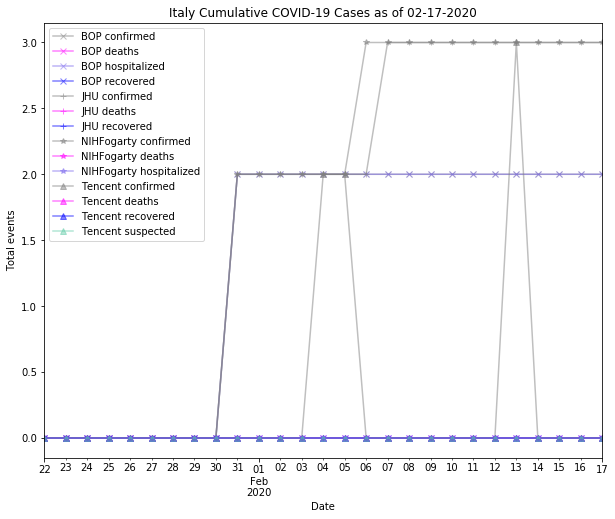 Italy Cumulative COVID-19 Cases as of 02-17-2020
BOP confirmed
BOP deaths
BOP hospitalized
BOP recovered
JHU confirmed
JHU deaths
JHU recovered
NIHFogarty confirmed
NIHFogarty deaths
NIHFogarty hospitalized
Tencent confirmed
Tencent deaths
Tencent recovered
Tencent suspected
3.0
2.5
2.0
1.5
1.0
0.5
0.0
Total events
22 23 24 25 26 27 28 29 30 31 01 02 03 04 05 06 07 08 09 10 11 12 13 14 15 16 17
Feb
2020
Date